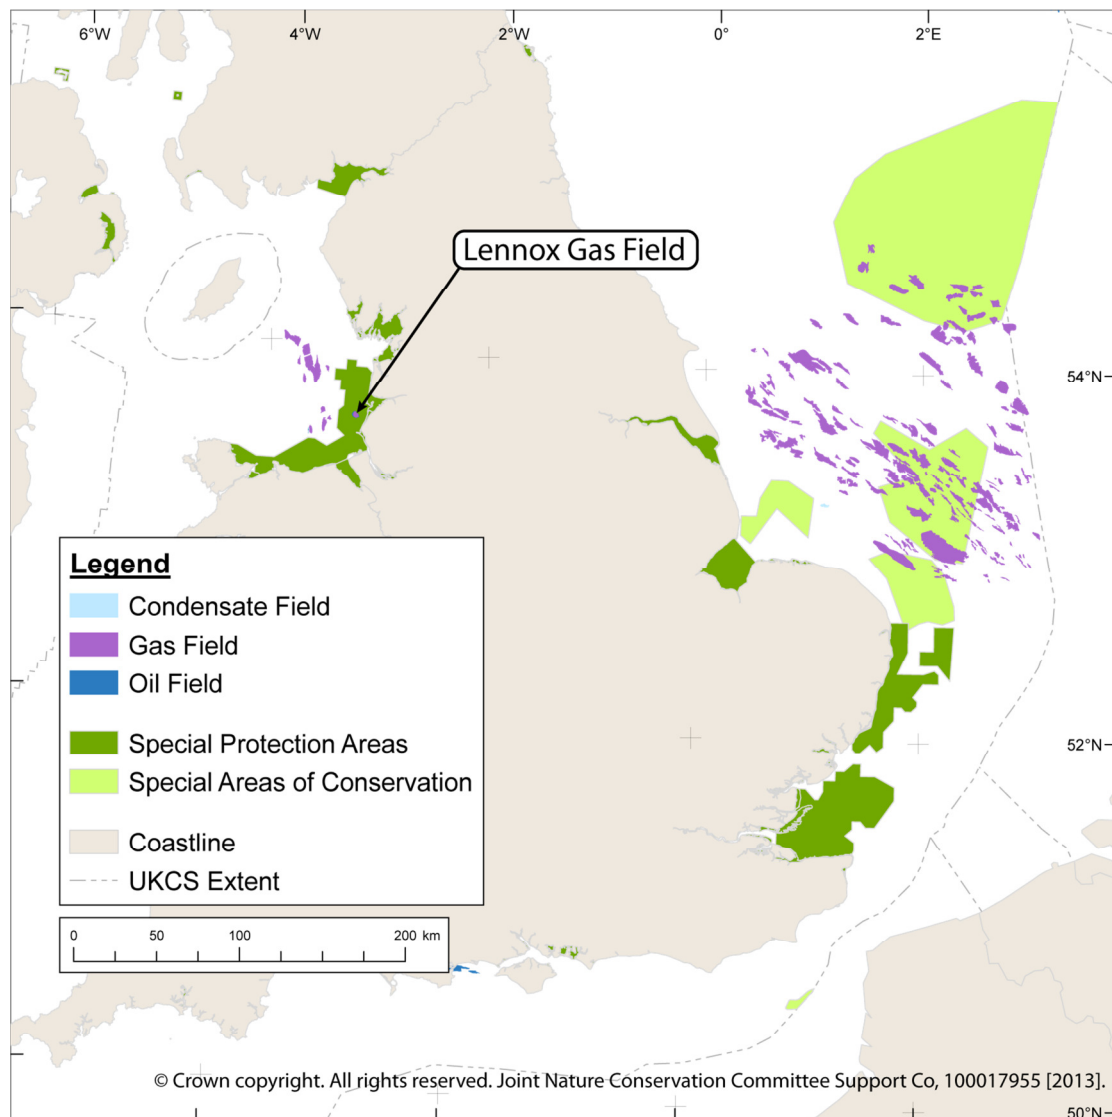 6°W 4°W 2°W 0° 2°E
Lennox Gas Field
54°N
Legend
Condensate Field
Gas Field
Oil Field
Special Protection Areas
52°N
Special Areas of Conservation
Coastline
UKCS Extent
0 50 100 200 km
© Crown copyright. All rights reserved. Joint Nature Conservation Committee Support Co, 100017955 [2013].
50°N